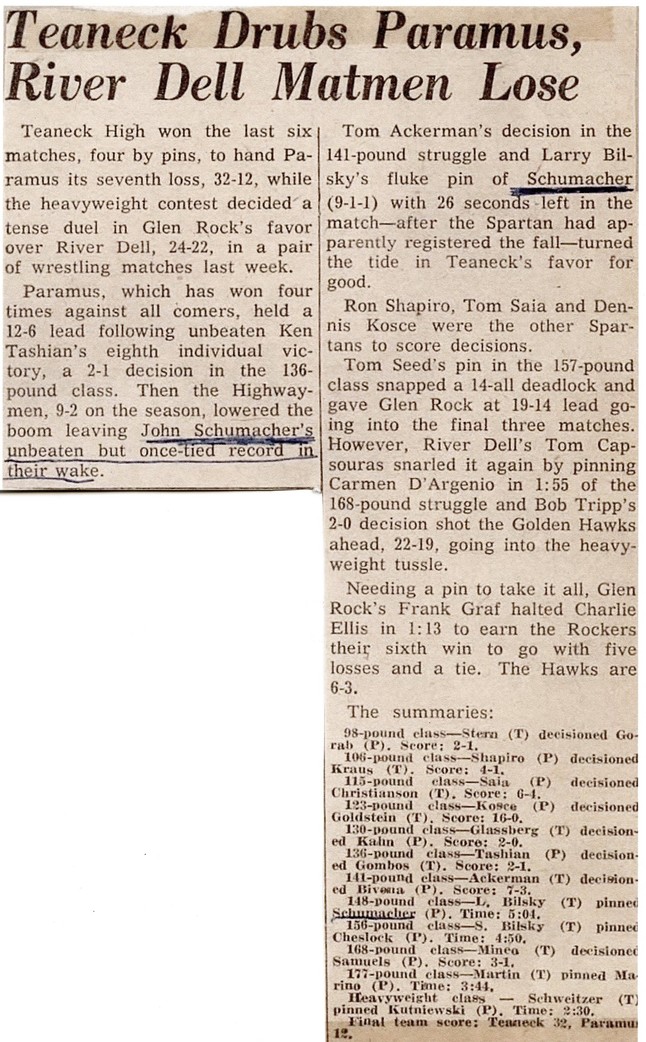 Teaneck Drubs Paramus,
River Dell Matmen Lose
Teaneck High won the last six
matches, four by pins, to hand Pa-
ramus its seventh loss, 32-12, while
the heavyweight contest decided a
tense duel in Glen Rock's favor
over River Dell, 24-22, in a pair
of wrestling matches last week.
Paramus, which has won four
times against all comers, held a
12-6 lead following unbeaten Ken
Tashian's eighth individual vic-
tory, a 2-1 decision in the 136-
pound class. Then the Highway-
men, 9-2 on the season, lowered the
boom leaving John Schumacher's
unbeaten but once-tied record in
their wake.
Tom Ackerman's decision in the
141-pound struggle and Larry Bil-
sky's fluke pin of Schumacher
(9-1-1) with 26 seconds left in the
match—after the Spartan had ap-
parently registered the fall—turned
the tide in Teaneck's favor for
good.
Ron Shapiro, Tom Saia and Den-
nis Kosce were the other Spar-
tans to score decisions.
Tom Seed's pin in the 157-pound
class snapped a 14-all deadlock and
gave Glen Rock at 19-14 lead go-
ing into the final three matches.
However, River Dell's Tom Cap-
souras snarled it again by pinning
Carmen D'Argenio in 1:55 of the
168-pound struggle and Bob Tripp's
2-0 decision shot the Golden Hawks
ahead, 22-19, going into the heavy-
weight tussle.
Needing a pin to take it all, Glen
Rock's Frank Graf halted Charlie
Ellis in 1:13 to earn the Rockers
their sixth win to go with five
losses and a tie. The Hawks are
6-3.
The summaries:
98-pound class—Stern (T) decisioned Go-
rab (P). Score: 2-1.
106-pound class—Shapiro (P) decisioned
Kraus (T). Score: 4-1.
115-pound class—Saia (P) decisioned
Christianson (T). Score: 6-4.
123-pound class—Kosce (P) decisioned
Goldstein (T). Score: 16-0.
130-pound class—Glassberg (T) decision-
ed Kahn (P). Score: 2-0.
136-pound class—Tashian (P) decision-
ed Gombos (T). Score: 2-1.
141-pound class—Ackerman (T) decision-
ed (P). Score: 7-3.
148-pound class—L. Bilsky (T) pinned
Schumacher (P). Time: 5:04.
156-pound class—S. Bilsky (T) pinned
Cheslock (P). Time: 4:50.
168-pound class—Minco (T) decisioned
Samuels (P). Score: 3-1.
177-pound class—Martin (T) pinned Ma-
rino (P). Time: 3:44.
Heavyweight class — Schweitzer (T)
pinned Kutniewski (P). Time: 2:30.
Final team score: Teaneck 32, Paramus
12.